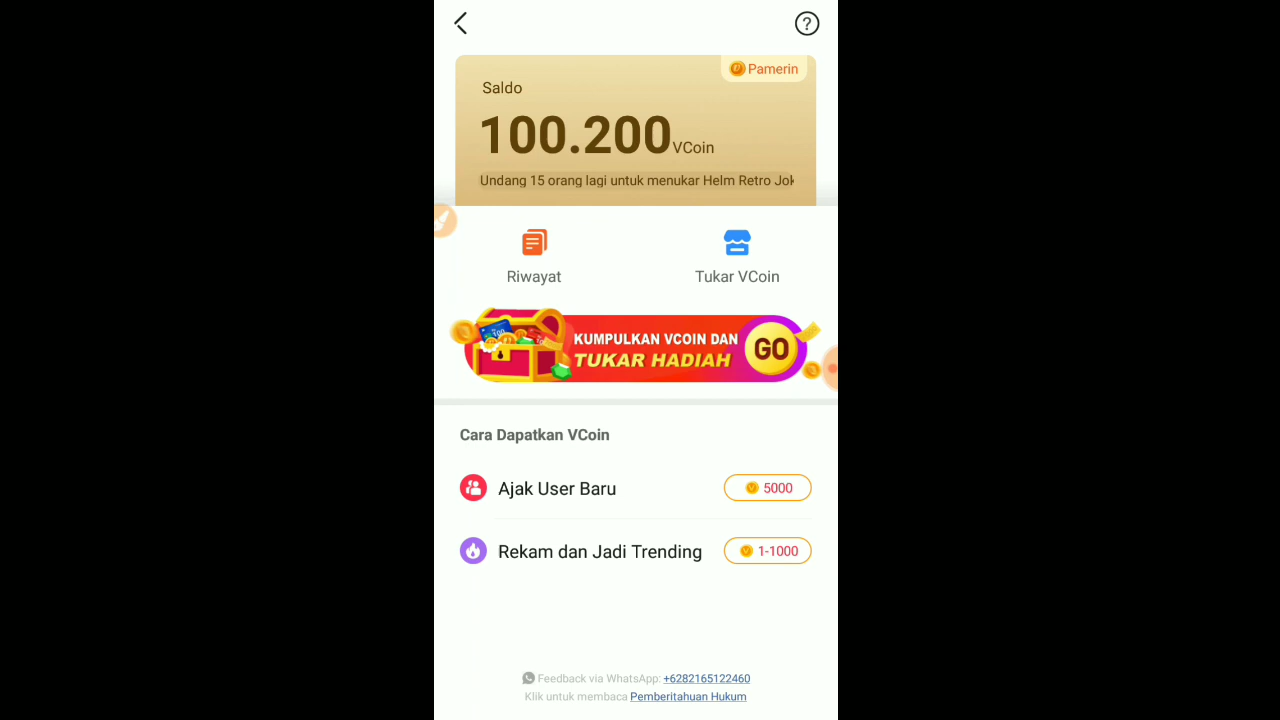 Pamerin
Saldo
100.200 VCoin
Undang 15 orang lagi untuk menukar Helm Retro Jok
Riwayat
Tukar VCoin
KUMPULKAN VCOIN DAN
TUKAR HADIAH
GO
Cara Dapatkan VCoin
Ajak User Baru
5000
Rekam dan Jadi Trending
1-1000
Feedback via WhatsApp: +6282165122460
Klik untuk membaca Pemberitahuan Hukum